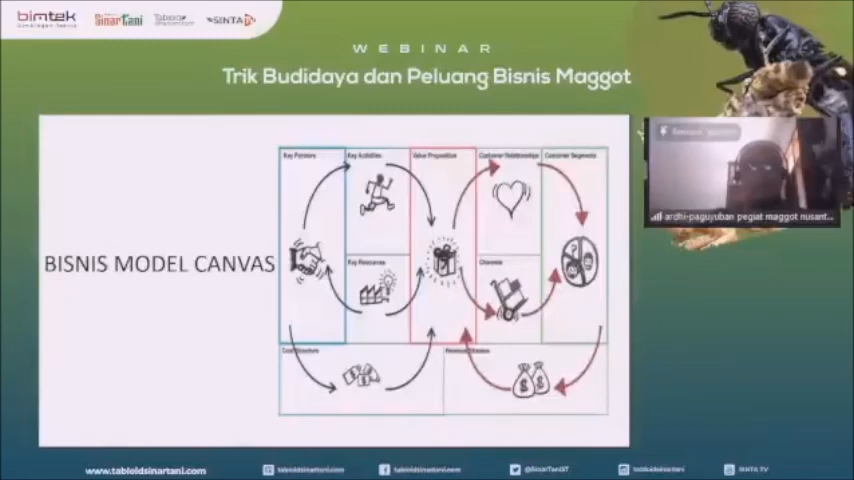 bimtek
SinarTani
SINTA TV
WEBINAR
Trik Budidaya dan Peluang Bisnis Maggot
ardhi-paguyuban pegiat maggot nusant...
BISNIS MODEL CANVAS
Key Partners
Key Activities
Value Proposition
Customer Relationships
Customer Segments
Key Resources
Channels
Cost Structure
Revenue Streams
www.tabloidsinartani.com
tabloidsinartani.com
tabloidsinartani.com
@SinarTaniST
tabloidsinartani
SINTA TV